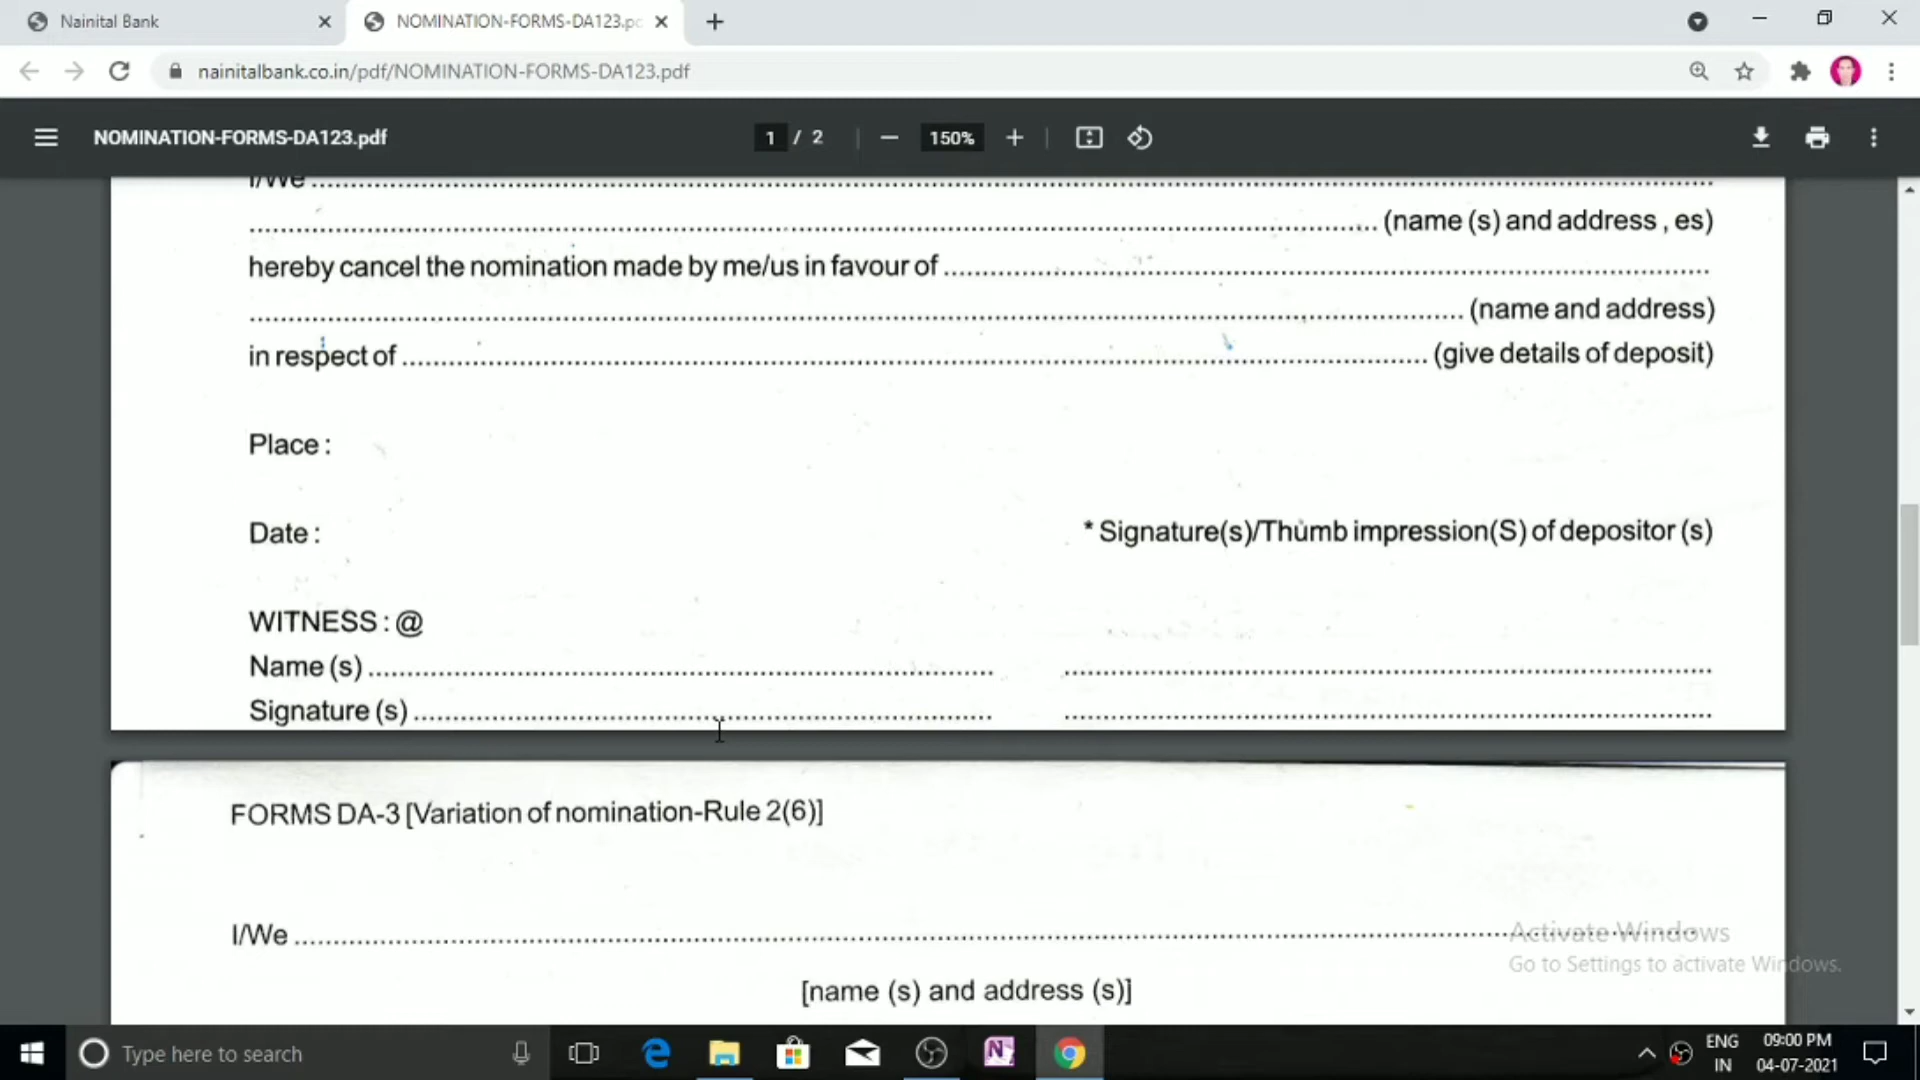 Nainital Bank
NOMINATION-FORMS-DA123.pc
nainitalbank.co.in/pdf/NOMINATION-FORMS-DA123.pdf
NOMINATION-FORMS-DA123.pdf
1 / 2
150%
I/We
(name (s) and address , es)
hereby cancel the nomination made by me/us in favour of
(name and address)
in respect of (give details of deposit)
Place :
Date :
* Signature(s)/Thumb impression(S) of depositor (s)
WITNESS : @
Name (s)
Signature (s)
FORMS DA-3 [Variation of nomination-Rule 2(6)]
I/We
[name (s) and address (s)]
Activate Windows
Go to Settings to activate Windows.
Type here to search
ENG
IN
09:00 PM
04-07-2021